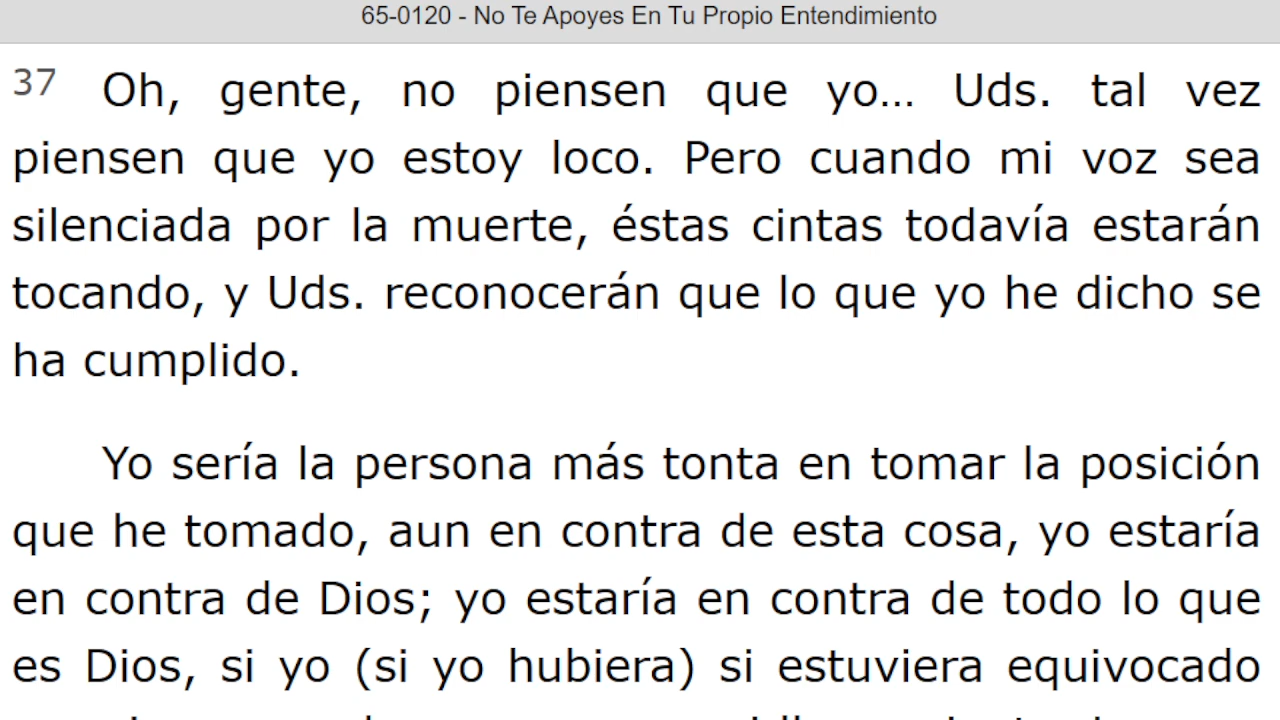 65-0120 - No Te Apoyes En Tu Propio Entendimiento
37 Oh, gente, no piensen que yo... Uds. tal vez
piensen que yo estoy loco. Pero cuando mi voz sea
silenciada por la muerte, éstas cintas todavía estarán
tocando, y Uds. reconocerán que lo que yo he dicho se
ha cumplido.
Yo sería la persona más tonta en tomar la posición
que he tomado, aun en contra de esta cosa, yo estaría
en contra de Dios; yo estaría en contra de todo lo que
es Dios, si yo (si yo hubiera) si estuviera equivocado